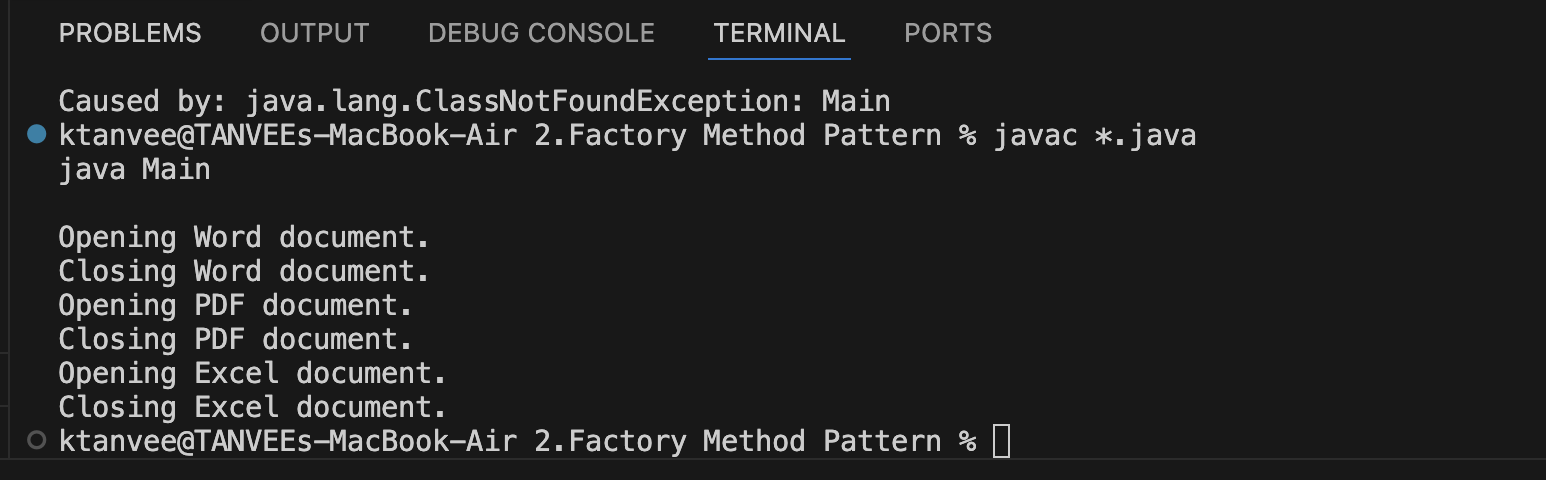 PROBLEMS OUTPUT DEBUG CONSOLE TERMINAL PORTS
Caused by: java.lang.ClassNotFoundException: Main
ktanvee@TANVEEs-MacBook-Air 2.Factory Method Pattern % javac *.java
java Main
Opening Word document.
Closing Word document.
Opening PDF document.
Closing PDF document.
Opening Excel document.
Closing Excel document.
ktanvee@TANVEEs-MacBook-Air 2.Factory Method Pattern %